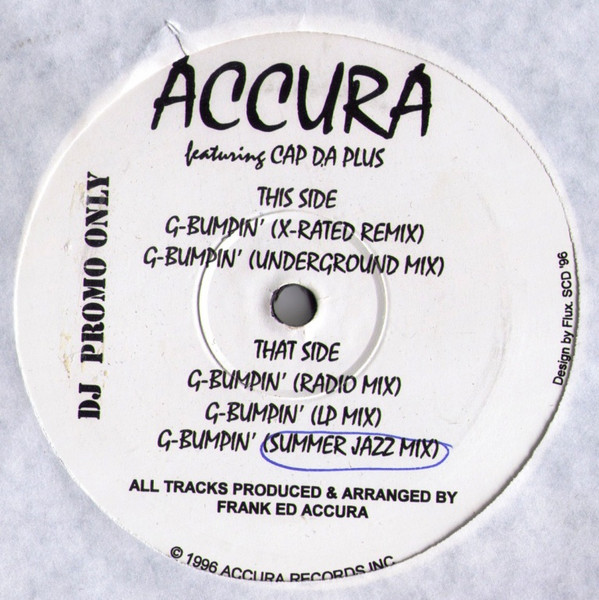 ACCURA
featuring CAP DA PLUS
THIS SIDE
G-BUMPIN' (X-RATED REMIX)
G-BUMPIN' (UNDERGROUND MIX)
THAT SIDE
G-BUMPIN' (RADIO MIX)
G-BUMPIN' (LP MIX)
G-BUMPIN' (SUMMER JAZZ MIX)
ALL TRACKS PRODUCED & ARRANGED BY
FRANK ED ACCURA
© 1996 ACCURA RECORDS INC.
DJ PROMO ONLY
Design by Flux. SCD '96